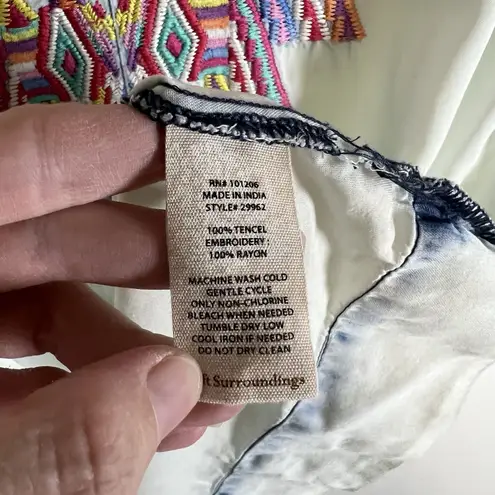 RN# 101206
MADE IN INDIA
STYLE# 29962
100% TENCEL
EMBROIDERY :
100% RAYON
MACHINE WASH COLD
GENTLE CYCLE
ONLY NON-CHLORINE
BLEACH WHEN NEEDED
TUMBLE DRY LOW
COOL IRON IF NEEDED
DO NOT DRY CLEAN
Surroundings